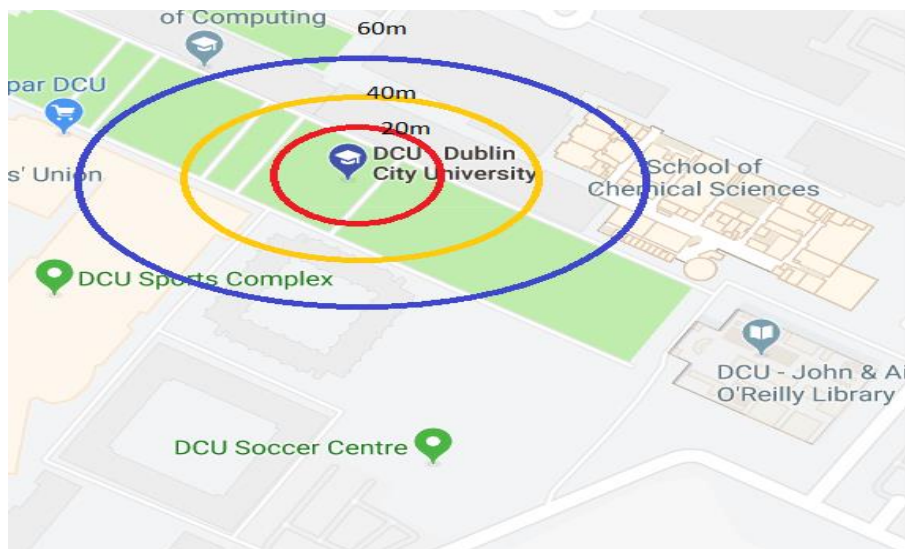 of Computing
60m
par DCU
40m
20m
DCU - Dublin
City University
s' Union
School of
Chemical Sciences
DCU Sports Complex
DCU - John & Ai
O'Reilly Library
DCU Soccer Centre